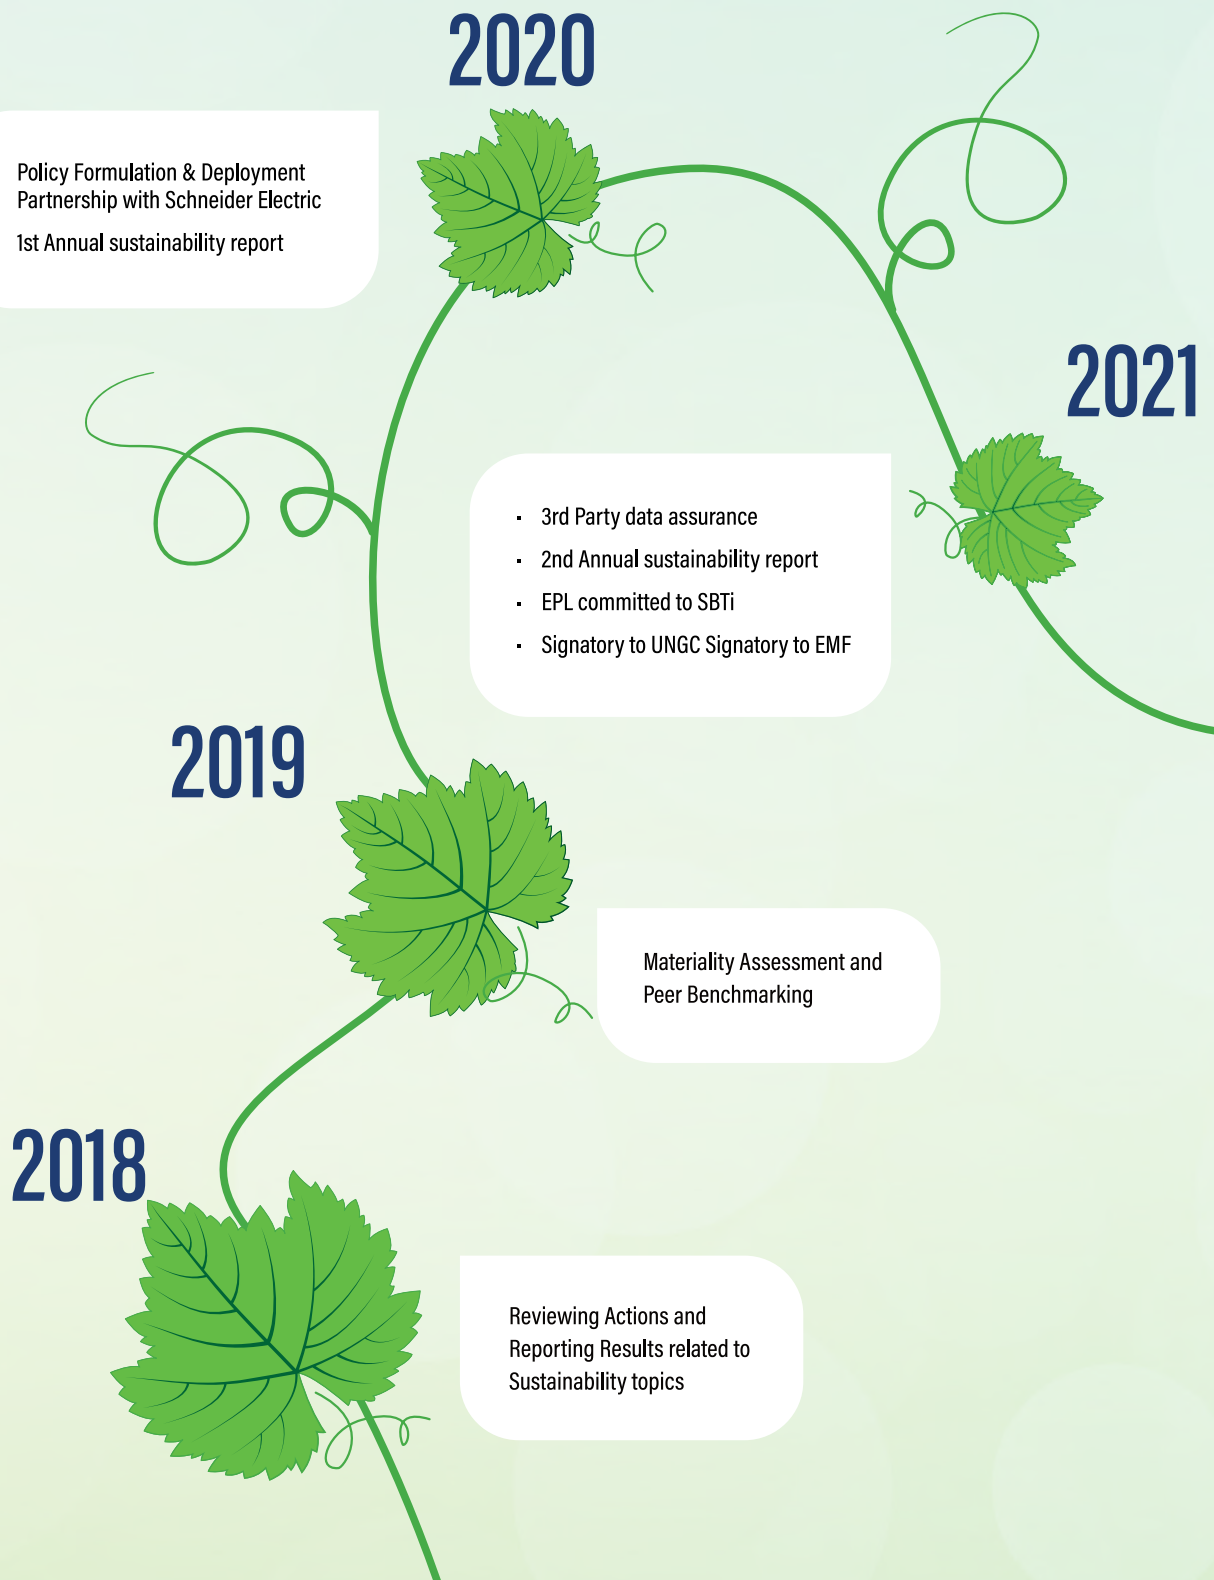 2020
Policy Formulation & Deployment
Partnership with Schneider Electric
1st Annual sustainability report
2021
▪ 3rd Party data assurance
▪ 2nd Annual sustainability report
▪ EPL committed to SBTi
▪ Signatory to UNGC Signatory to EMF
2019
Materiality Assessment and
Peer Benchmarking
2018
Reviewing Actions and
Reporting Results related to
Sustainability topics